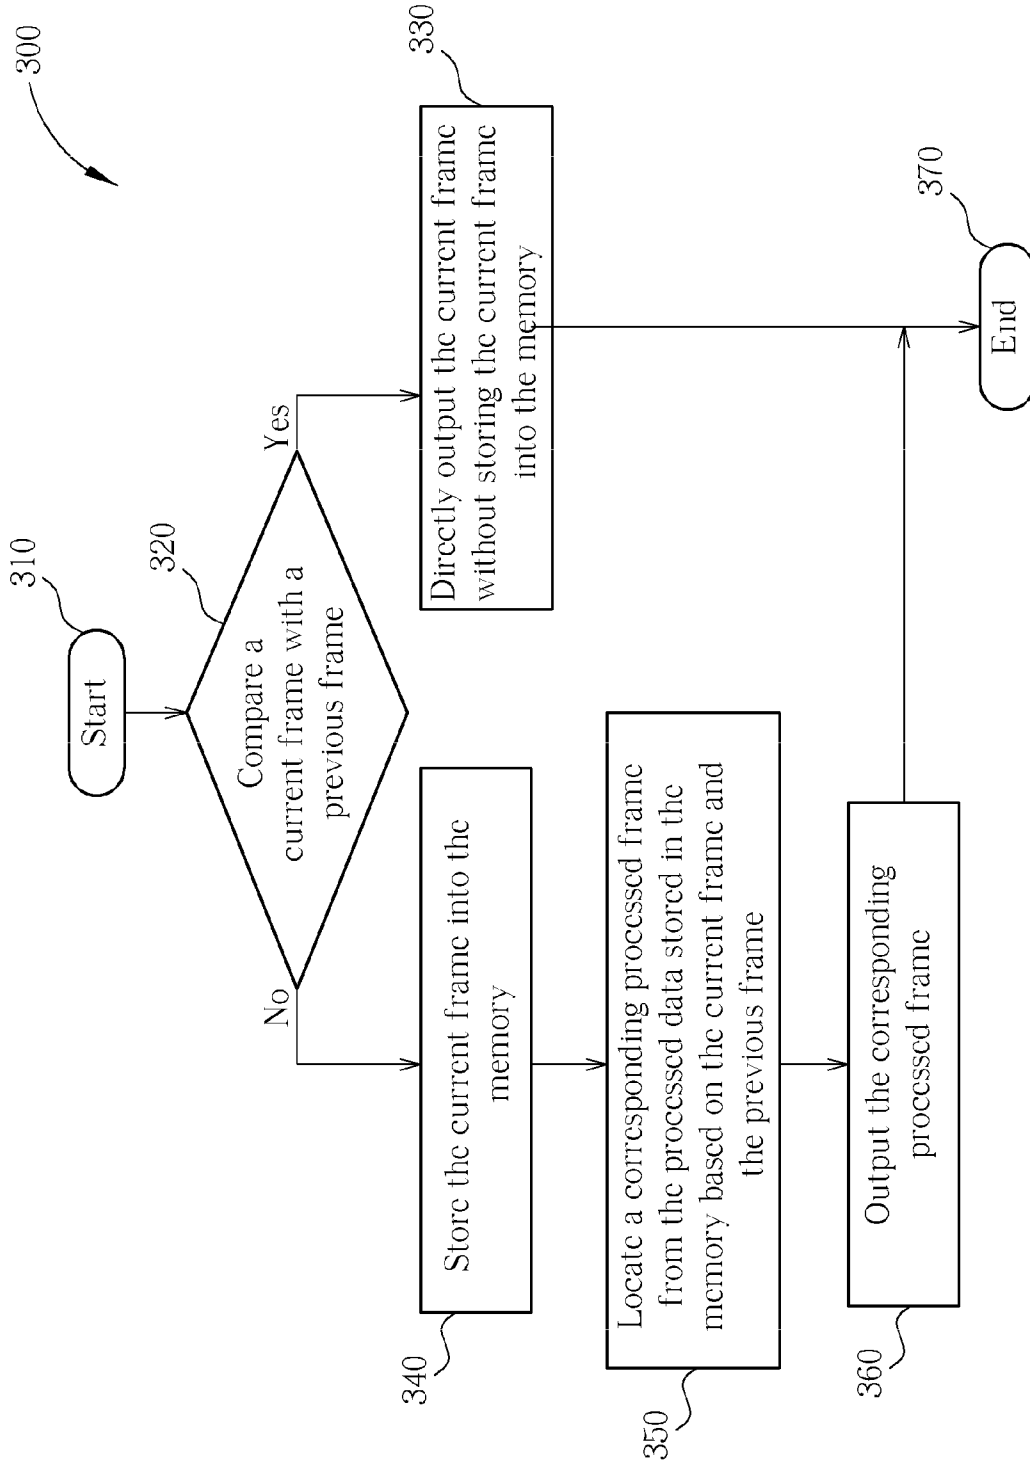 300
310
Start
320
Compare a
current frame with a
previous frame
Yes
No
330
Directly output the current frame
without storing the current frame
into the memory
340
Store the current frame into the
memory
350
Locate a corresponding processed frame
from the processed data stored in the
memory based on the current frame and
the previous frame
360
Output the corresponding
processed frame
370
End